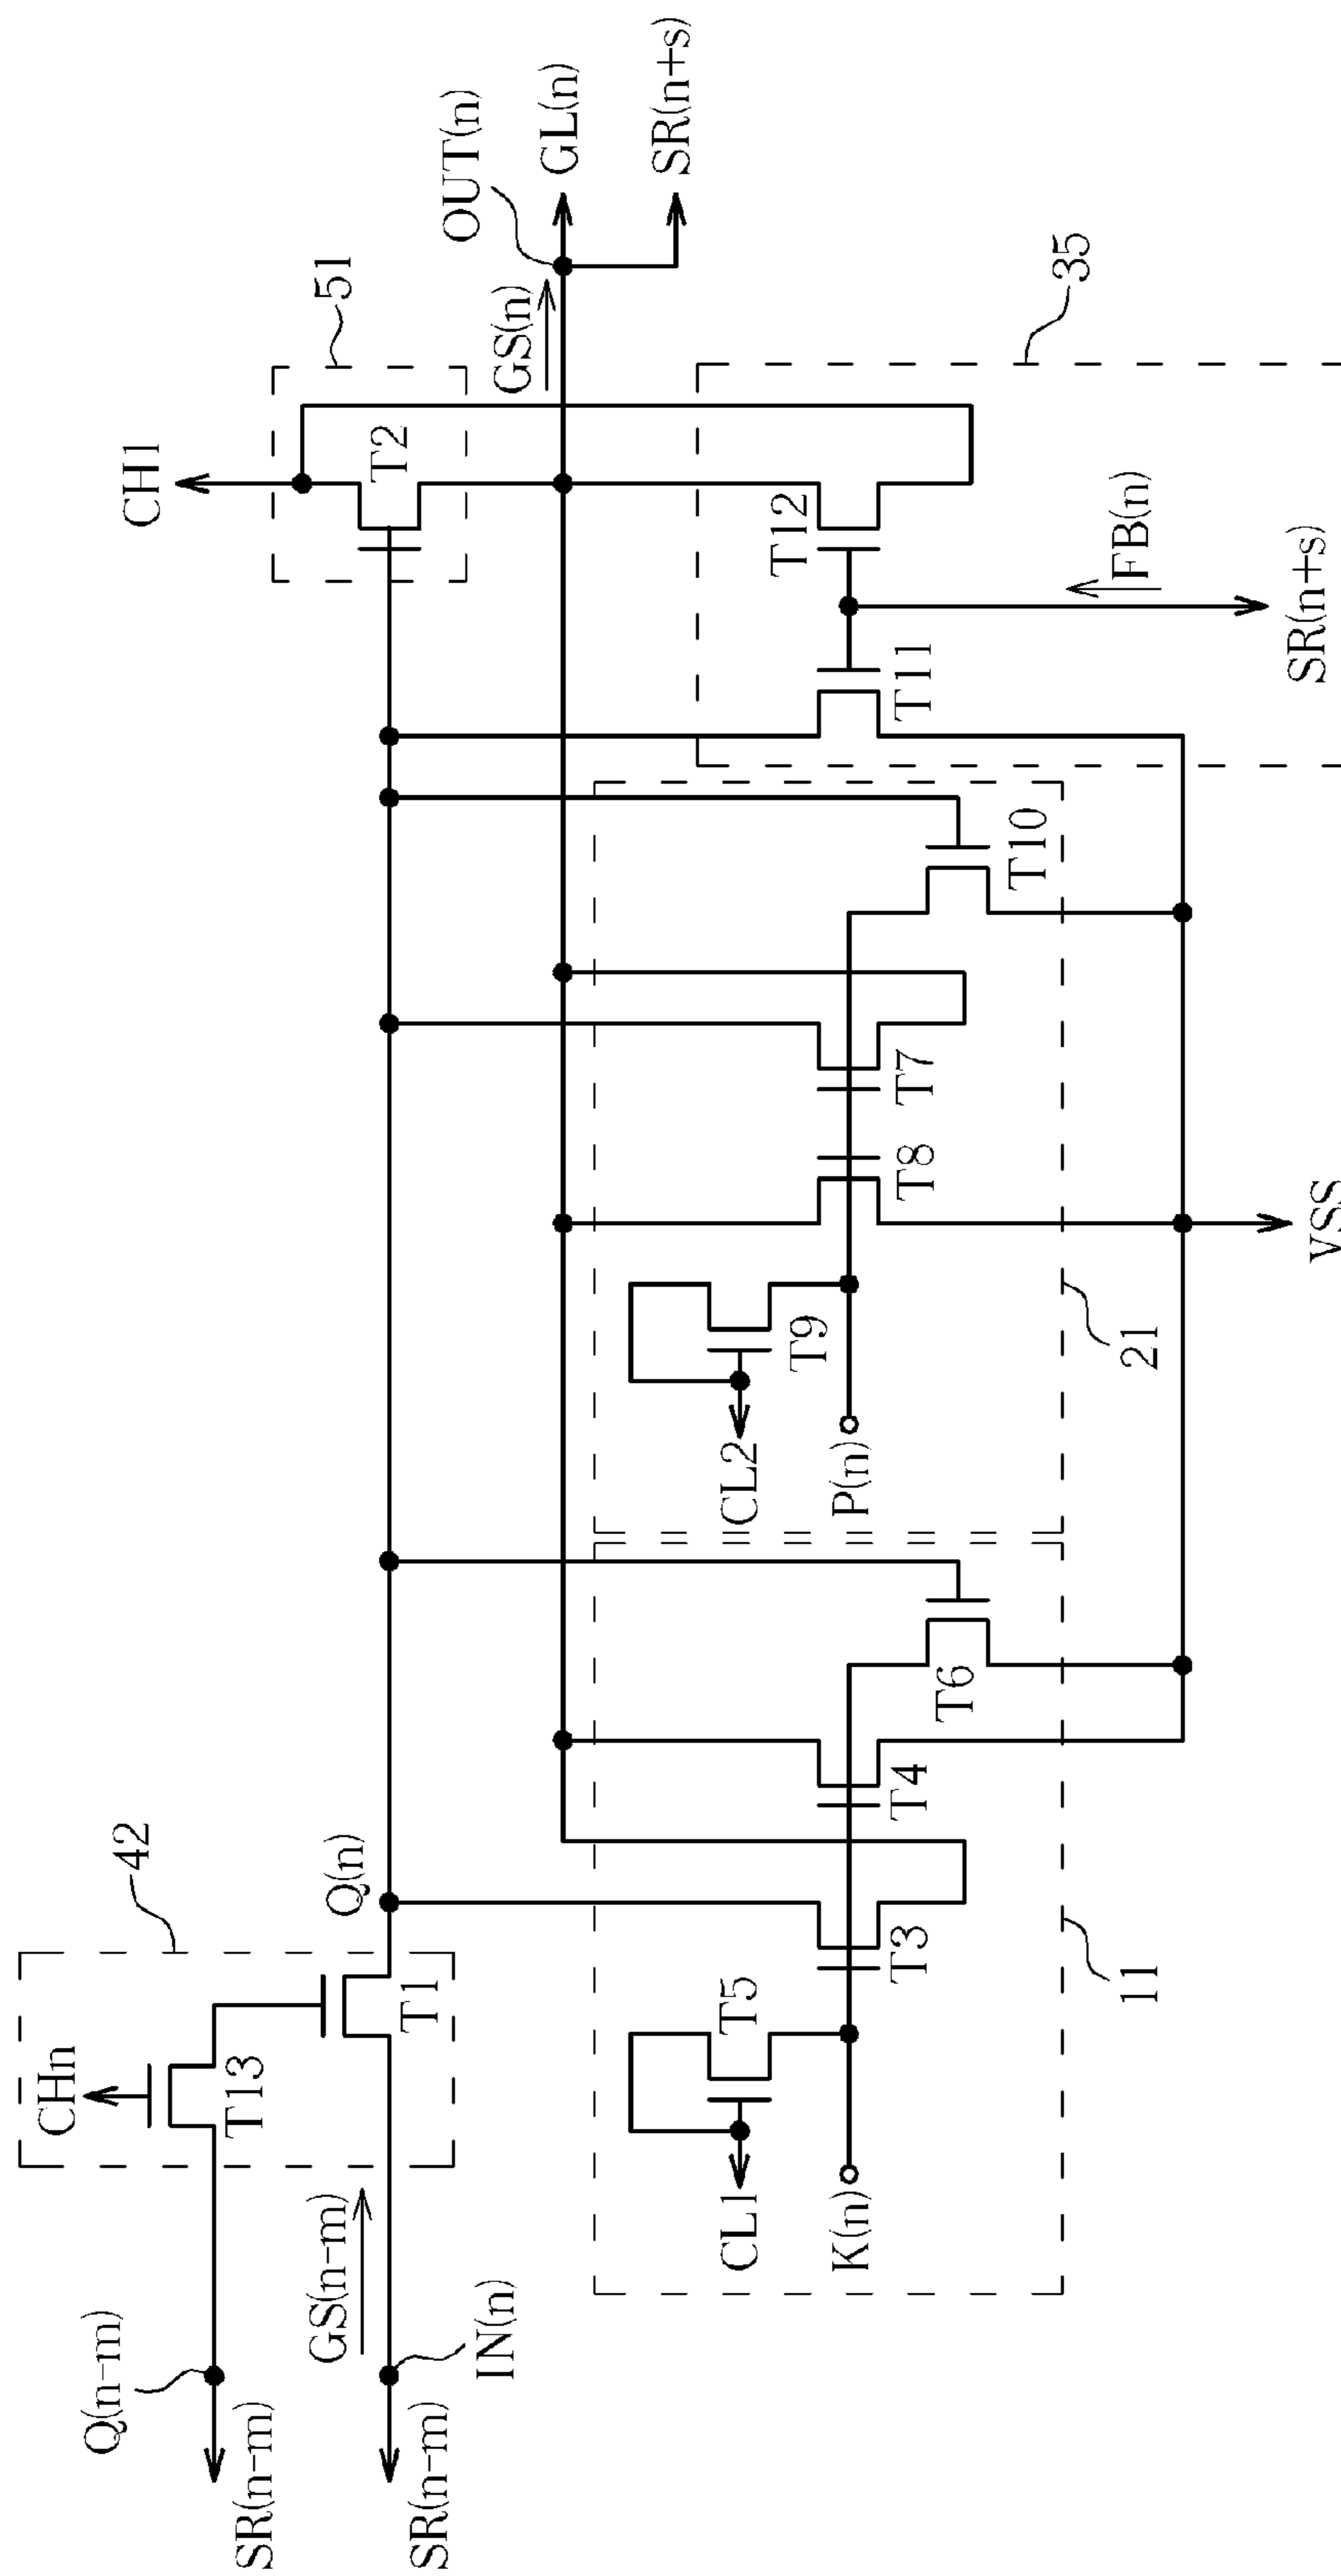 SR(n-m)
Q(n-m)
CHn
T13
42
SR(n-m)
GS(n-m)
IN(n)
T1
Q(n)
CH1
51
T2
GS(n)
OUT(n)
GL(n)
SR(n+s)
CL1
T5
K(n)
T3
T4
T6
11
CL2
T9
P(n)
T8
T7
T10
21
T11
T12
35
FB(n)
SR(n+s)
VSS